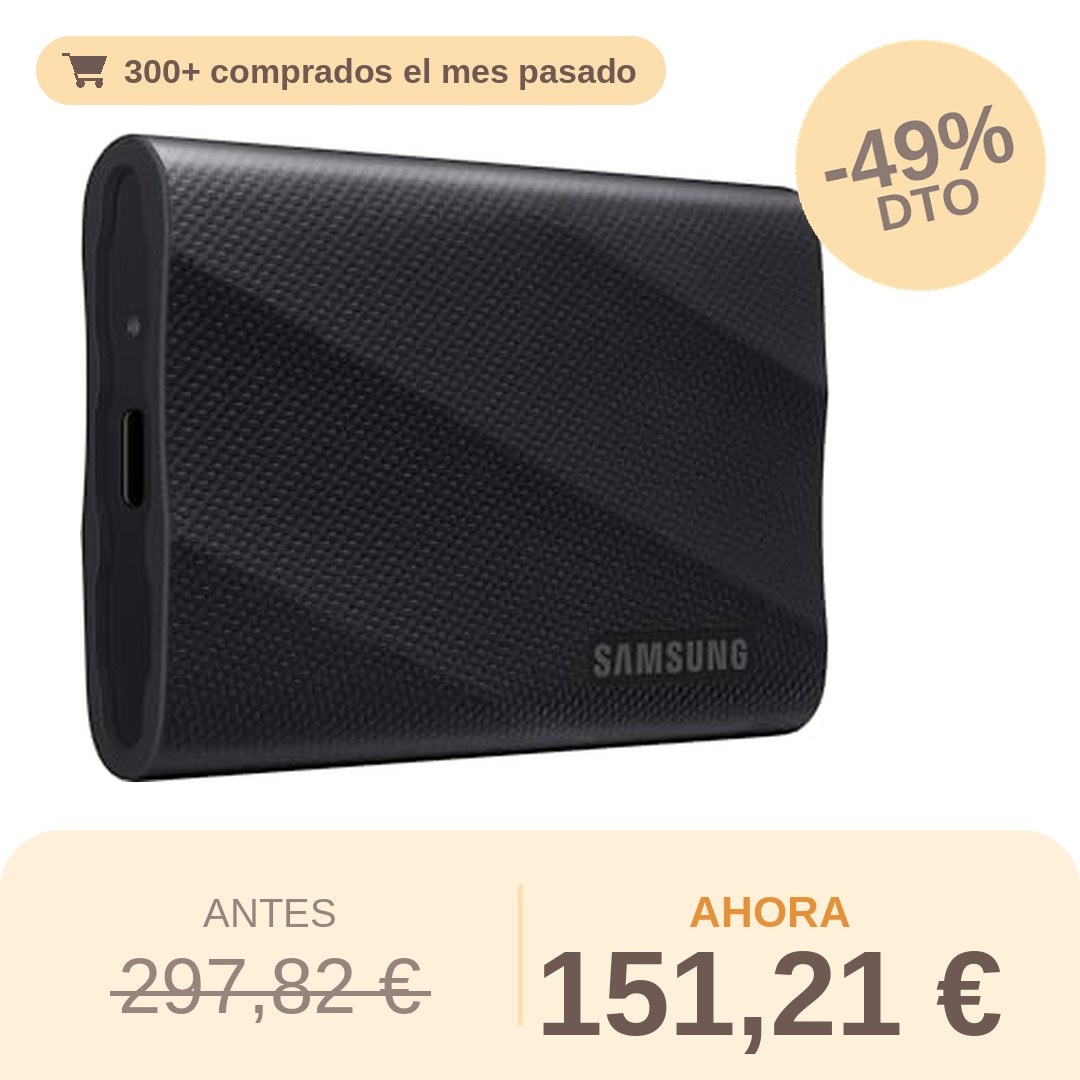 300+ comprados el mes pasado
-49%
DTO
SAMSUNG
ANTES
AHORA
297,82 €
151,21 €